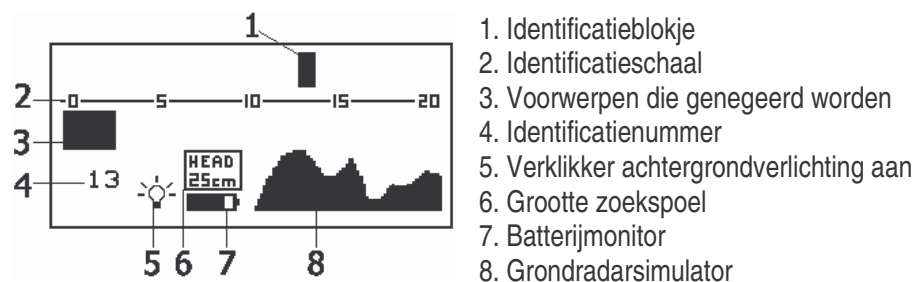 1
2
0 5 10 15 20
3
4
13
HEAD
25cm
5 6 7 8
1. Identificatieblokje
2. Identificatieschaal
3. Voorwerpen die genegeerd worden
4. Identificatienummer
5. Verklikker achtergrondverlichting aan
6. Grootte zoekspoel
7. Batterijmonitor
8. Grondradarsimulator